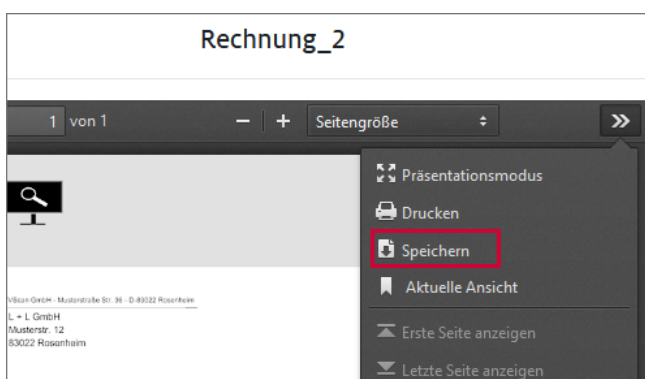 Rechnung_2
1 von 1 − + Seitengröße
Präsentationsmodus
Drucken
Speichern
Aktuelle Ansicht
Erste Seite anzeigen
Letzte Seite anzeigen
VScan GmbH - Musterstraße Str. 36 - D-83022 Rosenheim
L + L GmbH
Musterstr. 12
83022 Rosenheim